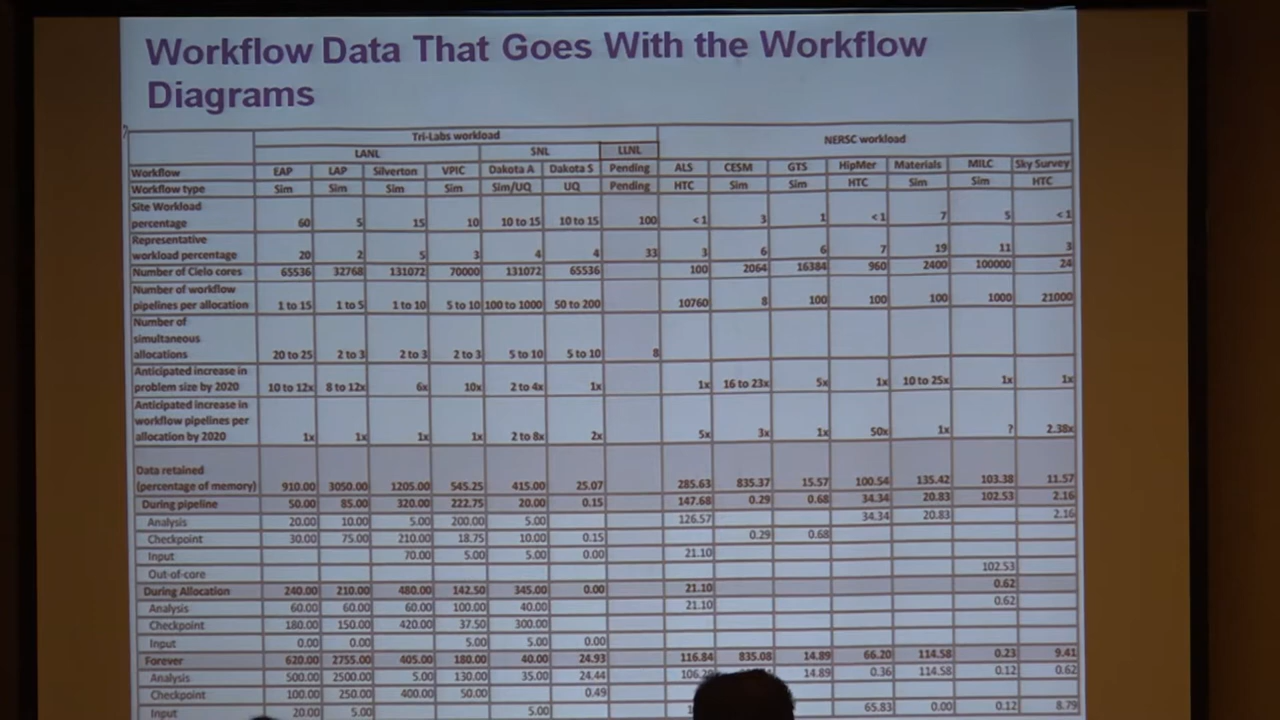 Workflow Data That Goes With the Workflow
Diagrams
Tri-Labs workload NERSC workload
LANL SNL LLNL
Workflow EAP LAP Silverton VPIC Dakota A Dakota S Pending ALS CESM GTS HipMer Materials MILC Sky Survey
Workflow type Sim Sim Sim Sim Sim/UQ UQ Pending HTC Sim Sim HTC Sim Sim HTC
Site Workload
percentage 60 5 15 10 10 to 15 10 to 15 100 <1 3 1 <1 7 5 <1
Representative
workload percentage 20 2 5 3 4 4 33 3 6 6 7 19 11 3
Number of Cielo cores 65536 32768 131072 70000 131072 65536 100 2064 16384 960 2400 100000 24
Number of workflow
pipelines per allocation 1 to 15 1 to 5 1 to 10 5 to 10 100 to 1000 50 to 200 10760 8 100 100 100 1000 21000
Number of
simultaneous
allocations 20 to 25 2 to 3 2 to 3 2 to 3 5 to 10 5 to 10 8
Anticipated increase in
problem size by 2020 10 to 12x 8 to 12x 6x 10x 2 to 4x 1x 1x 16 to 23x 5x 1x 10 to 25x 1x 1x
Anticipated increase in
workflow pipelines per
allocation by 2020 1x 1x 1x 1x 2 to 8x 2x 5x 3x 1x 50x 1x ? 2.38x
Data retained
(percentage of memory) 910.00 3050.00 1205.00 545.25 415.00 25.07 285.63 835.37 15.57 100.54 135.42 103.38 11.57
During pipeline 50.00 85.00 320.00 222.75 20.00 0.15 147.68 0.29 0.68 34.34 20.83 102.53 2.16
Analysis 20.00 10.00 5.00 200.00 5.00 126.57 34.34 20.83 2.16
Checkpoint 30.00 75.00 210.00 18.75 10.00 0.15 0.29 0.68
Input 70.00 5.00 5.00 0.00 21.10
Out-of-core 102.53
During Allocation 240.00 210.00 480.00 142.50 345.00 0.00 21.10 0.62
Analysis 60.00 60.00 60.00 100.00 40.00 21.10 0.62
Checkpoint 180.00 150.00 420.00 37.50 300.00
Input 0.00 0.00 5.00 5.00 0.00
Forever 620.00 2755.00 405.00 180.00 40.00 24.93 116.84 835.08 14.89 66.20 114.58 0.23 9.41
Analysis 500.00 2500.00 5.00 130.00 35.00 24.44 14.89 0.36 114.58 0.12 0.62
Checkpoint 100.00 250.00 400.00 50.00 0.49
Input 20.00 5.00 5.00 65.83 0.00 0.12 8.79